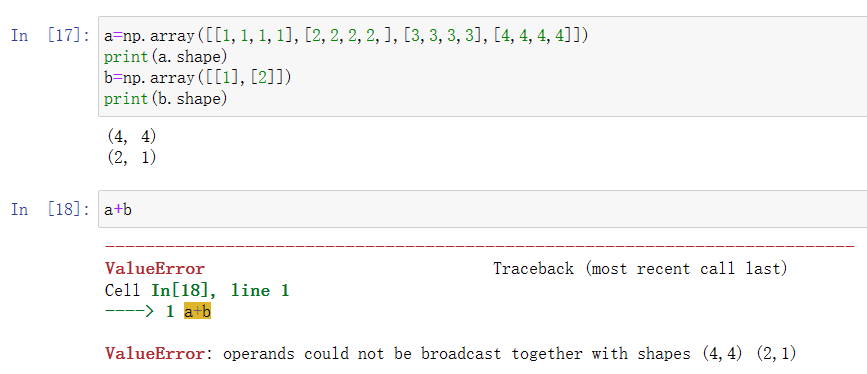 In [17]: a=np.array([[1,1,1,1],[2,2,2,2,],[3,3,3,3],[4,4,4,4]])
print(a.shape)
b=np.array([[1],[2]])
print(b.shape)
(4, 4)
(2, 1)
In [18]: a+b
---------------------------------------------------------------------------
ValueError Traceback (most recent call last)
Cell In[18], line 1
----> 1 a+b
ValueError: operands could not be broadcast together with shapes (4,4) (2,1)